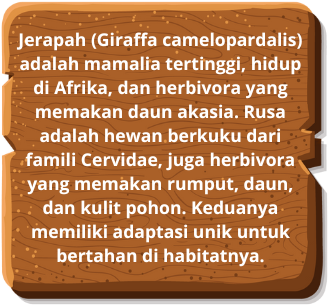 Jerapah (Giraffa camelopardalis)
adalah mamalia tertinggi, hidup
di Afrika, dan herbivora yang
memakan daun akasia. Rusa
adalah hewan berkuku dari
famili Cervidae, juga herbivora
yang memakan rumput, daun,
dan kulit pohon. Keduanya
memiliki adaptasi unik untuk
bertahan di habitatnya.